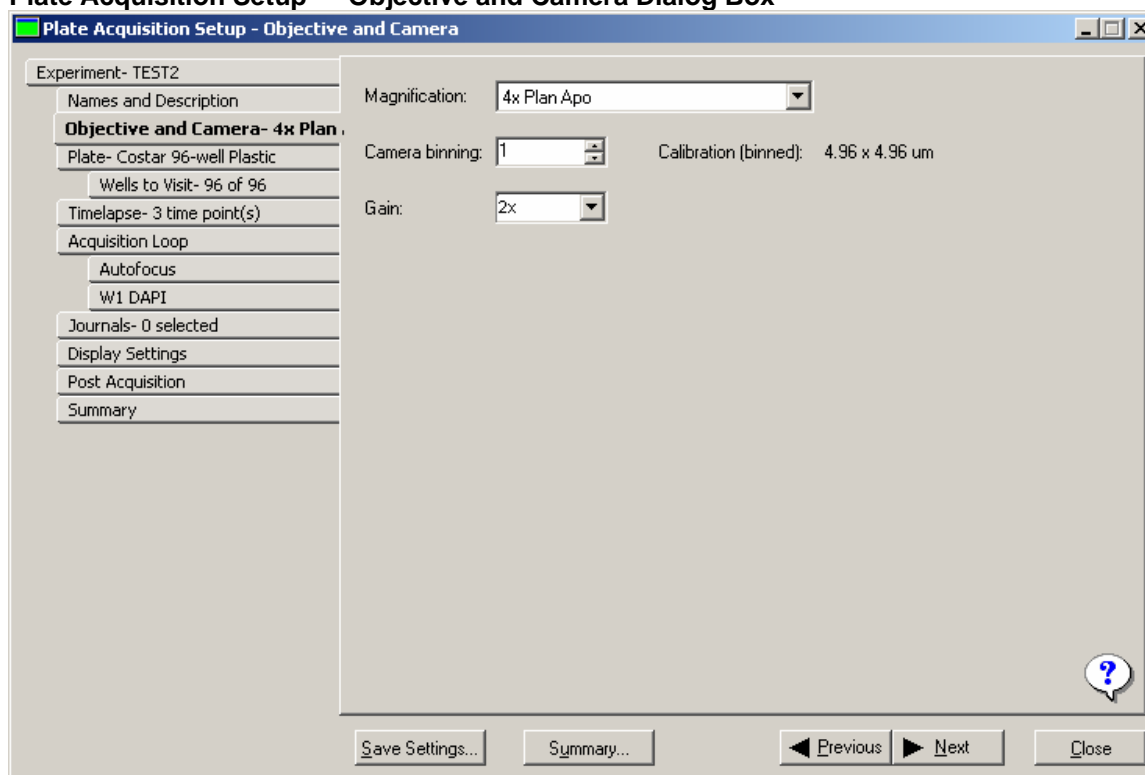 Plate Acquisition Setup — Objective and Camera Dialog Box
Plate Acquisition Setup - Objective and Camera
Experiment- TEST2
Names and Description
Objective and Camera- 4x Plan
Plate- Costar 96-well Plastic
Wells to Visit- 96 of 96
Timelapse- 3 time point(s)
Acquisition Loop
Autofocus
W1 DAPI
Journals- 0 selected
Display Settings
Post Acquisition
Summary
Magnification: 4x Plan Apo
Camera binning: 1 Calibration (binned): 4.96 x 4.96 um
Gain: 2x
?
Save Settings... Summary... Previous Next Close